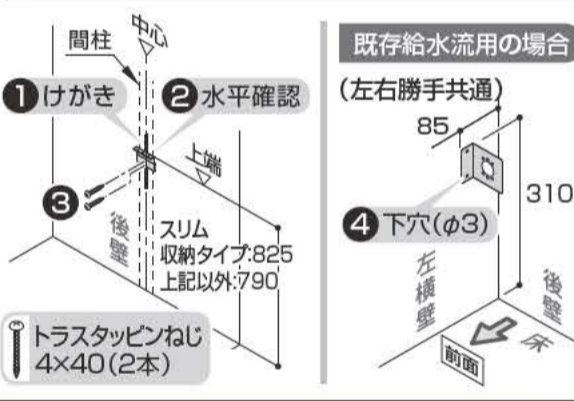 中心
間柱
❶けがき
❷水平確認
上端
❸
後壁
スリム
収納タイプ:825
上記以外:790
トラスタッピンねじ
4×40(2本)
既存給水流用の場合
(左右勝手共通)
85
310
❹下穴(φ3)
左横壁
後壁
床
前面